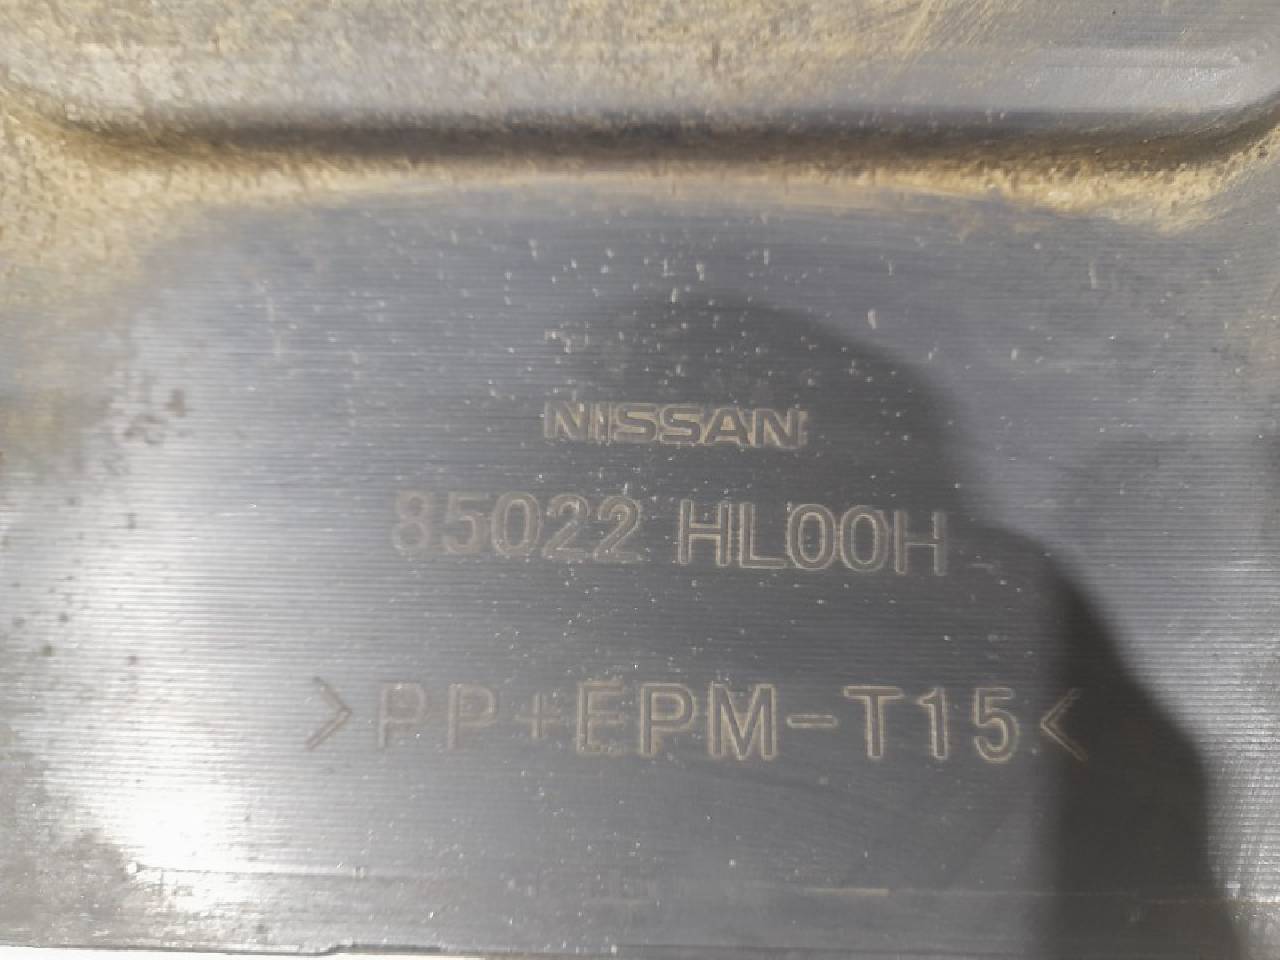 NISSAN
85022 HL00H
>PP+EPM-T15<